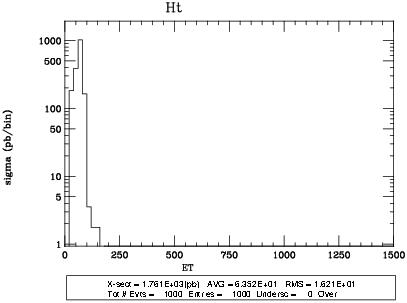 Ht
1000
500
100
50
10
5
1
sigma (pb/bin)
0 250 500 750 1000 1250 1500
ET
X-sect = 1.761E+03(pb) AVG = 6.352E+01 RMS = 1.621E+01
Tot # Evts = 1000 Entries = 1000 Undersc = 0 Over